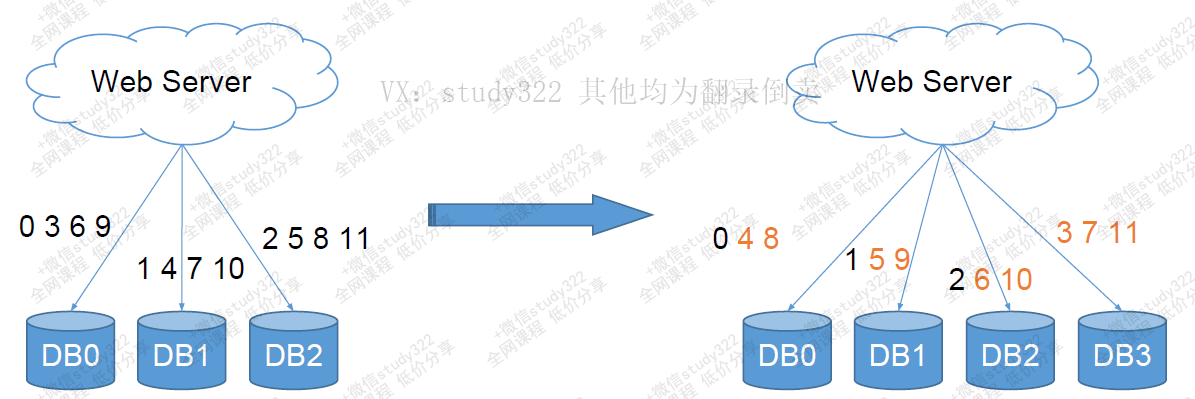 Web Server
VX: study322 其他均为翻录倒卖
Web Server
0 3 6 9
1 4 7 10
2 5 8 11
0 4 8
1 5 9
2 6 10
3 7 11
DB0
DB1
DB2
DB0
DB1
DB2
DB3
+微信study322
全网课程 低价分享